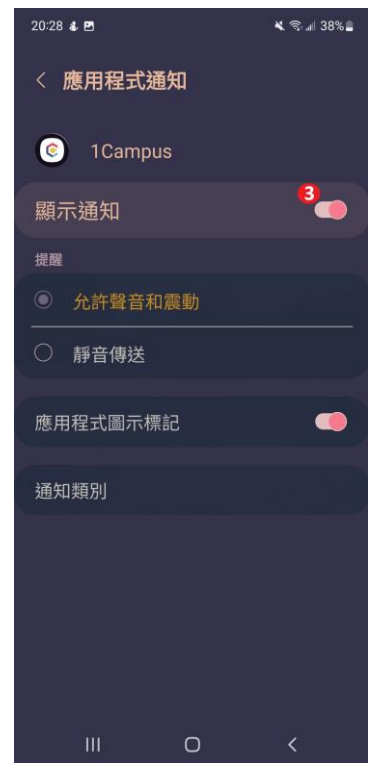 20:28 38%
應用程式通知
1Campus
顯示通知
3
提醒
允許聲音和震動
靜音傳送
應用程式圖示標記
通知類別